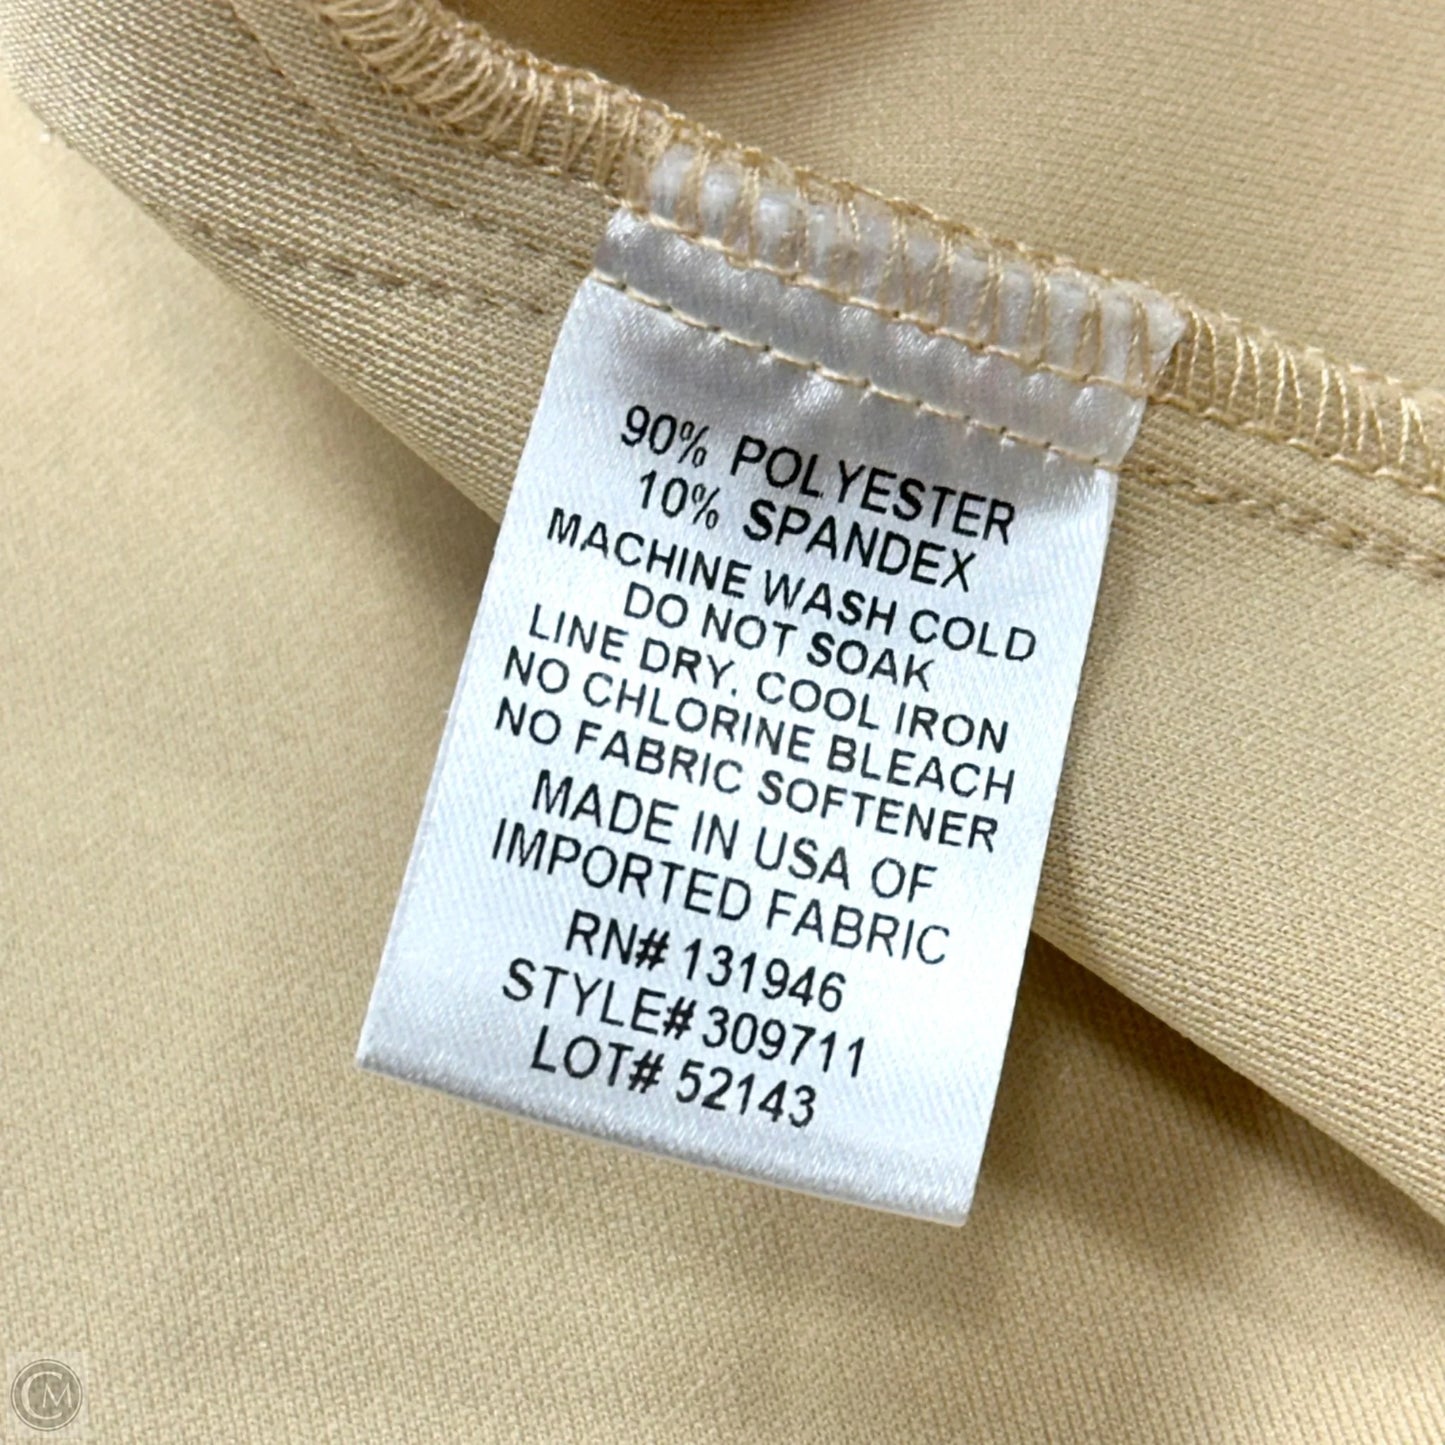 90% POLYESTER
10% SPANDEX
MACHINE WASH COLD
DO NOT SOAK
LINE DRY. COOL IRON
NO CHLORINE BLEACH
NO FABRIC SOFTENER
MADE IN USA OF
IMPORTED FABRIC
RN# 131946
STYLE# 309711
LOT# 52143
CM